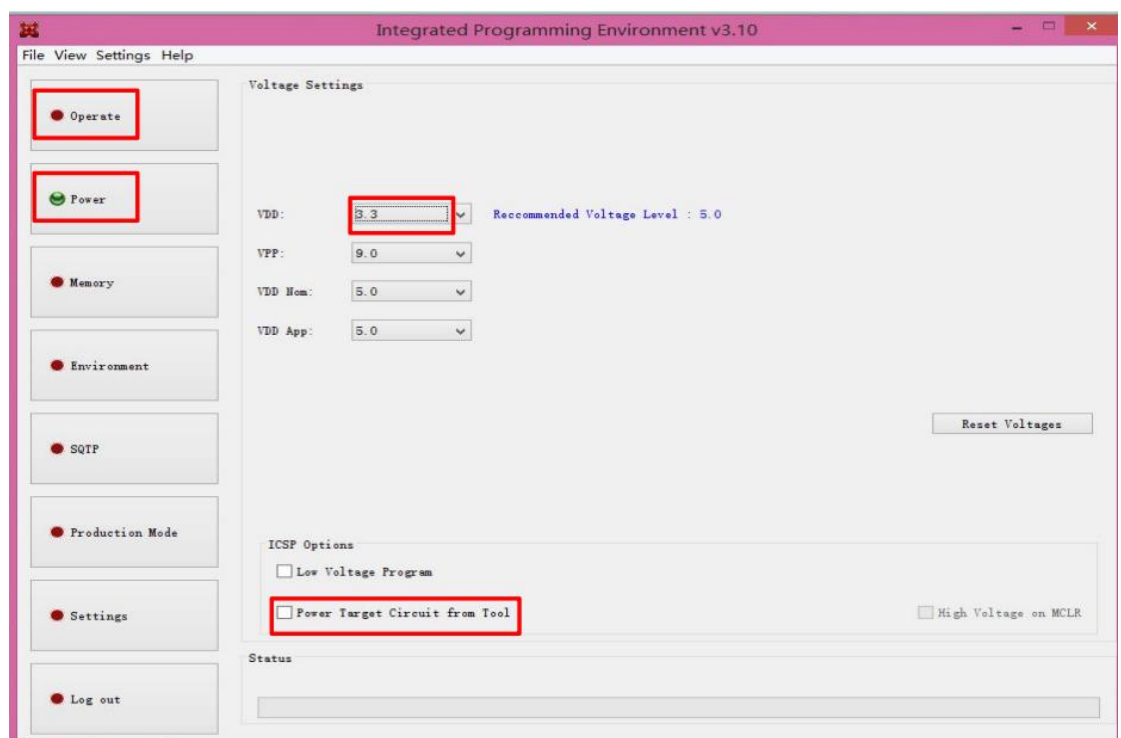 Integrated Programming Environment v3.10
File View Settings Help
Operate
Power
Memory
Environment
SQTP
Production Mode
Settings
Log out
Voltage Settings
VDD: 3.3 Reccommended Voltage Level : 5.0
VPP: 9.0
VDD Nom: 5.0
VDD App: 5.0
Reset Voltages
ICSP Options
Low Voltage Program
Power Target Circuit from Tool High Voltage on MCLR
Status